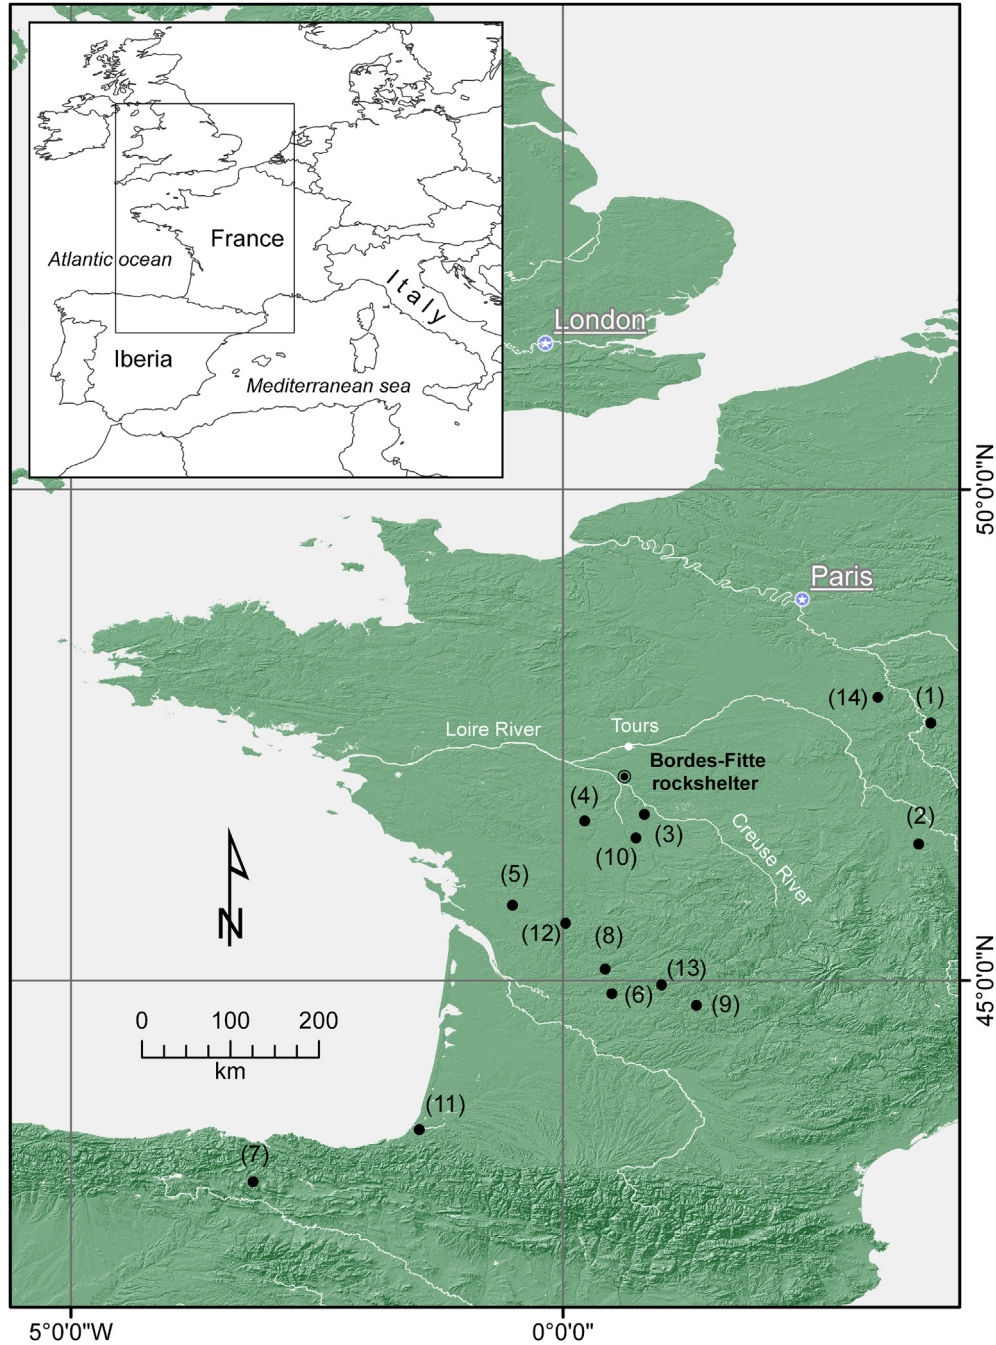 France
Atlantic ocean
Italy
Iberia
Mediterranean sea
London
50°0'0"N
Paris
(14)
(1)
Loire River
Tours
Bordes-Fitte
rockshelter
(4)
(3)
(2)
(10)
Creuse River
(5)
N
(12)
(8)
(13)
(6)
(9)
45°0'0"N
0 100 200
km
(11)
(7)
5°0'0"W
0°0'0"